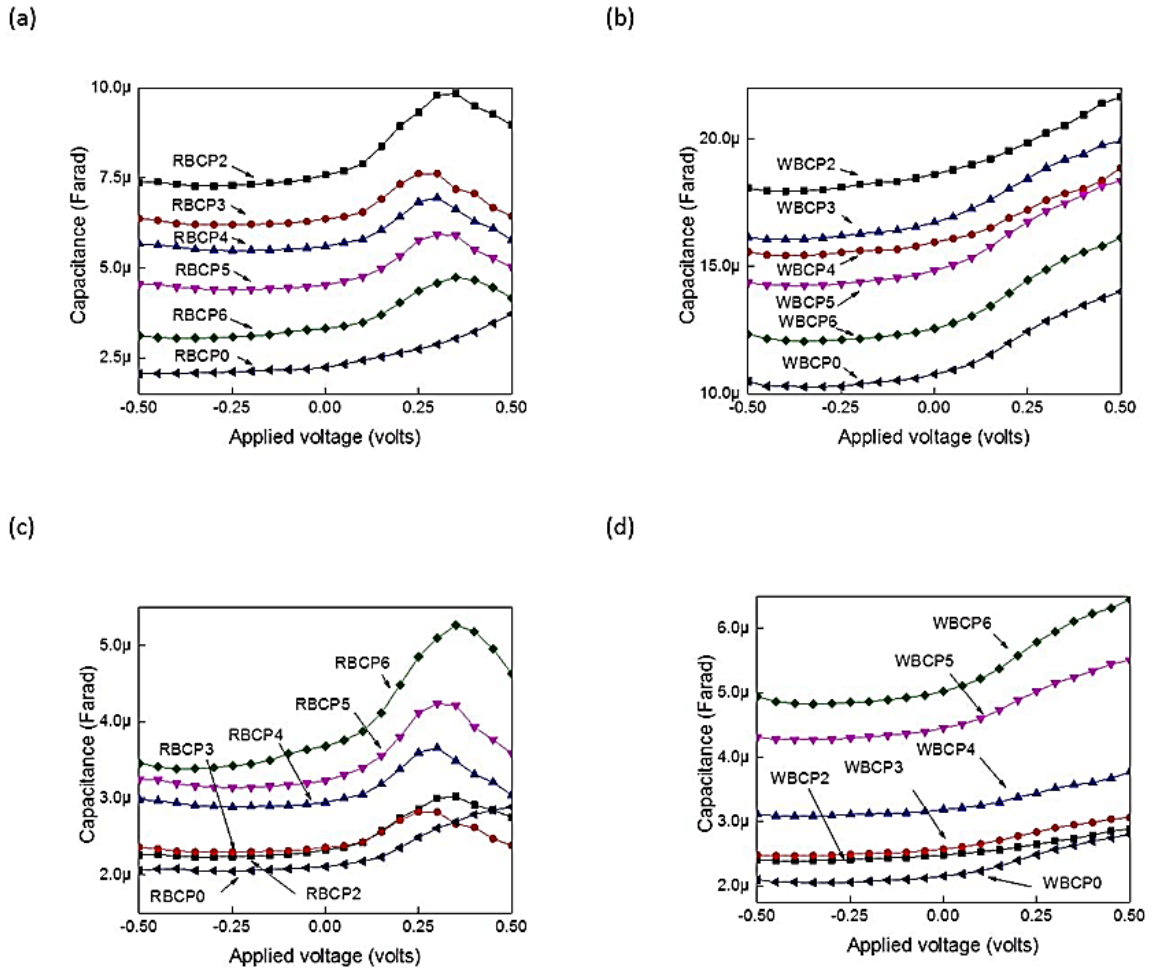 (a)
10.0μ
7.5μ
5.0μ
2.5μ
Capacitance (Farad)
RBCP2
RBCP3
RBCP4
RBCP5
RBCP6
RBCP0
-0.50
-0.25
0.00
0.25
0.50
Applied voltage (volts)
(b)
20.0μ
15.0μ
10.0μ
Capacitance (Farad)
WBCP2
WBCP3
WBCP4
WBCP5
WBCP6
WBCP0
-0.50
-0.25
0.00
0.25
0.50
Applied voltage (volts)
(c)
5.0μ
4.0μ
3.0μ
2.0μ
Capacitance (Farad)
RBCP6
RBCP5
RBCP4
RBCP3
RBCP0
RBCP2
-0.50
-0.25
0.00
0.25
0.50
Applied voltage (volts)
(d)
6.0μ
5.0μ
4.0μ
3.0μ
2.0μ
Capacitance (Farad)
WBCP6
WBCP5
WBCP4
WBCP3
WBCP2
WBCP0
-0.50
-0.25
0.00
0.25
0.50
Applied voltage (volts)